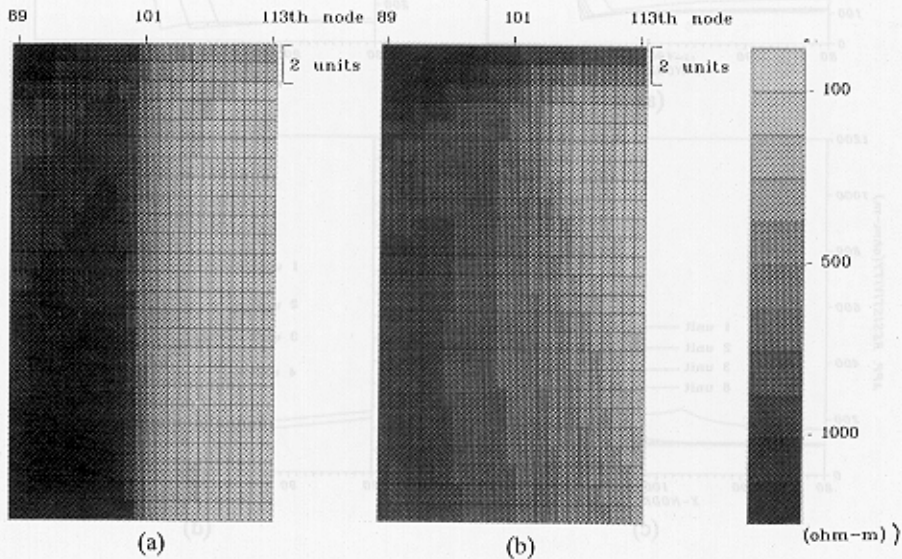 89 101 113th node
89 101 113th node
2 units
2 units
100
500
1000
(ohm-m)
(a)
(b)